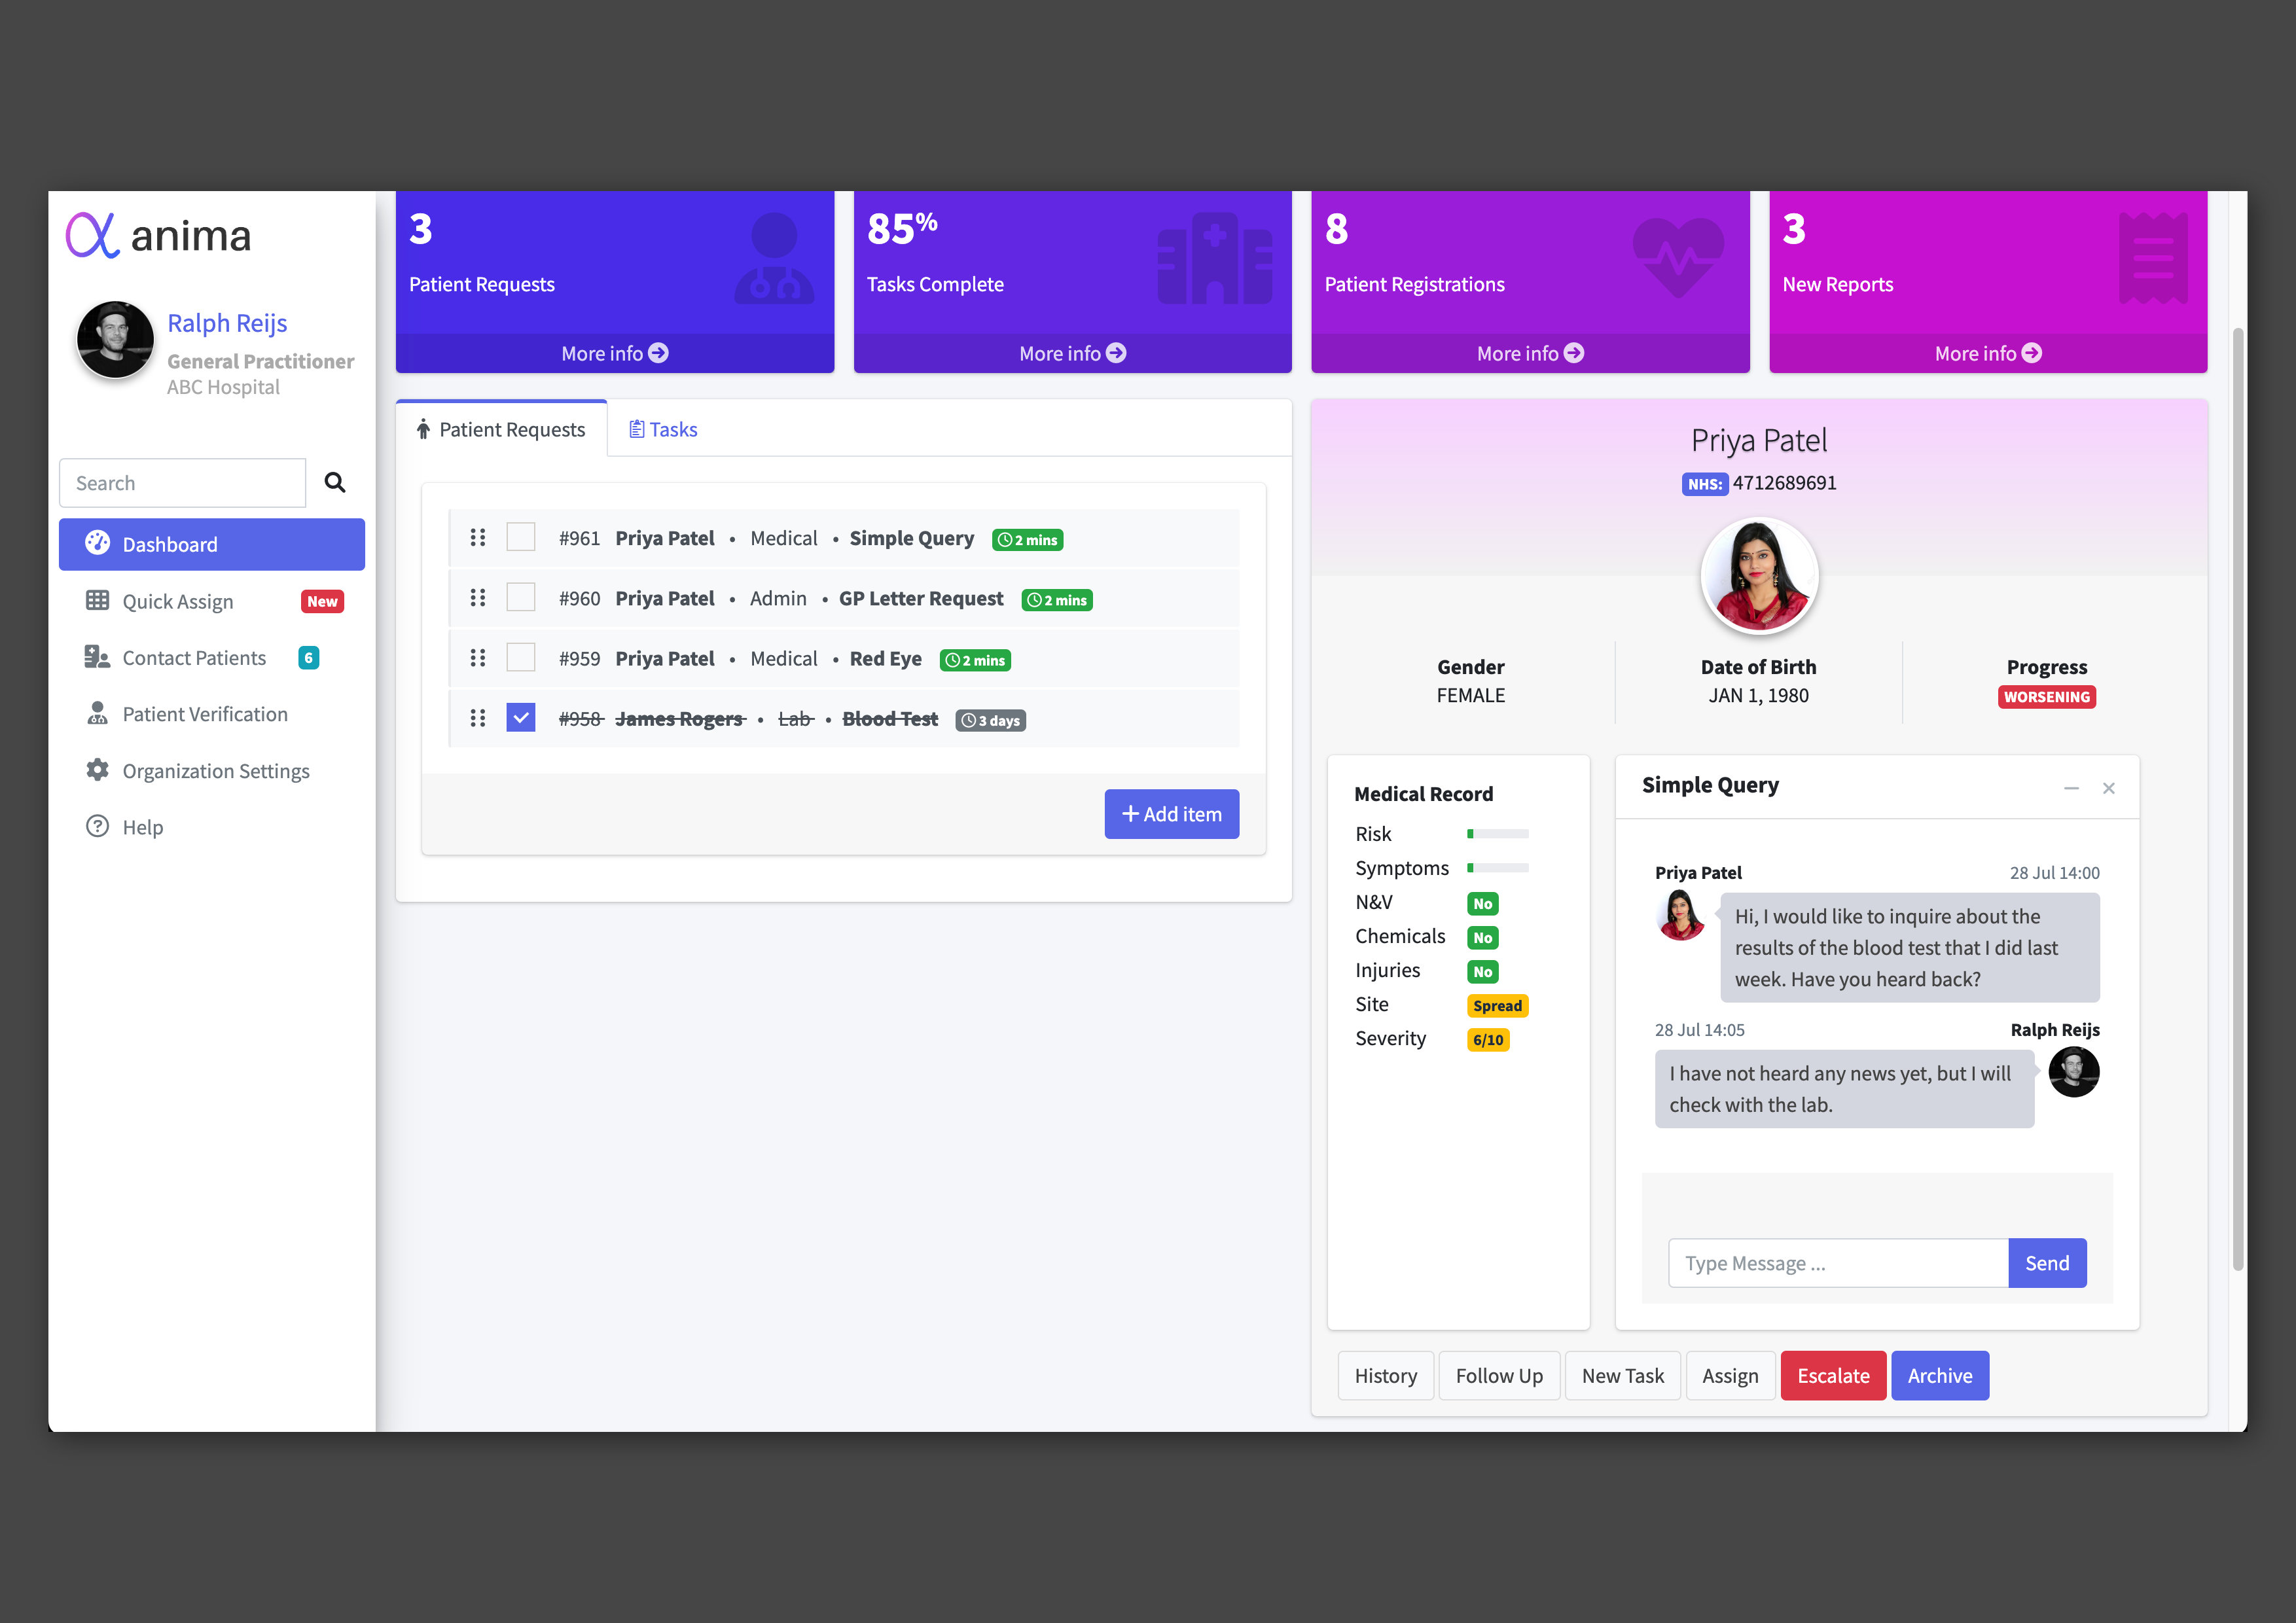 anima
Ralph Reijs
General Practitioner
ABC Hospital
Search
Dashboard
Quick Assign New
Contact Patients 6
Patient Verification
Organization Settings
Help
3
Patient Requests
More info
85%
Tasks Complete
More info
8
Patient Registrations
More info
3
New Reports
More info
Patient Requests Tasks
#961 Priya Patel • Medical • Simple Query 2 mins
#960 Priya Patel • Admin • GP Letter Request 2 mins
#959 Priya Patel • Medical • Red Eye 2 mins
#958 James Rogers • Lab • Blood Test 3 days
+ Add item
Priya Patel
NHS: 4712689691
Gender
FEMALE
Date of Birth
JAN 1, 1980
Progress
WORSENING
Medical Record
Risk
Symptoms
N&V No
Chemicals No
Injuries No
Site Spread
Severity 6/10
Simple Query
Priya Patel 28 Jul 14:00
Hi, I would like to inquire about the
results of the blood test that I did last
week. Have you heard back?
28 Jul 14:05 Ralph Reijs
I have not heard any news yet, but I will
check with the lab.
Type Message ... Send
History Follow Up New Task Assign Escalate Archive